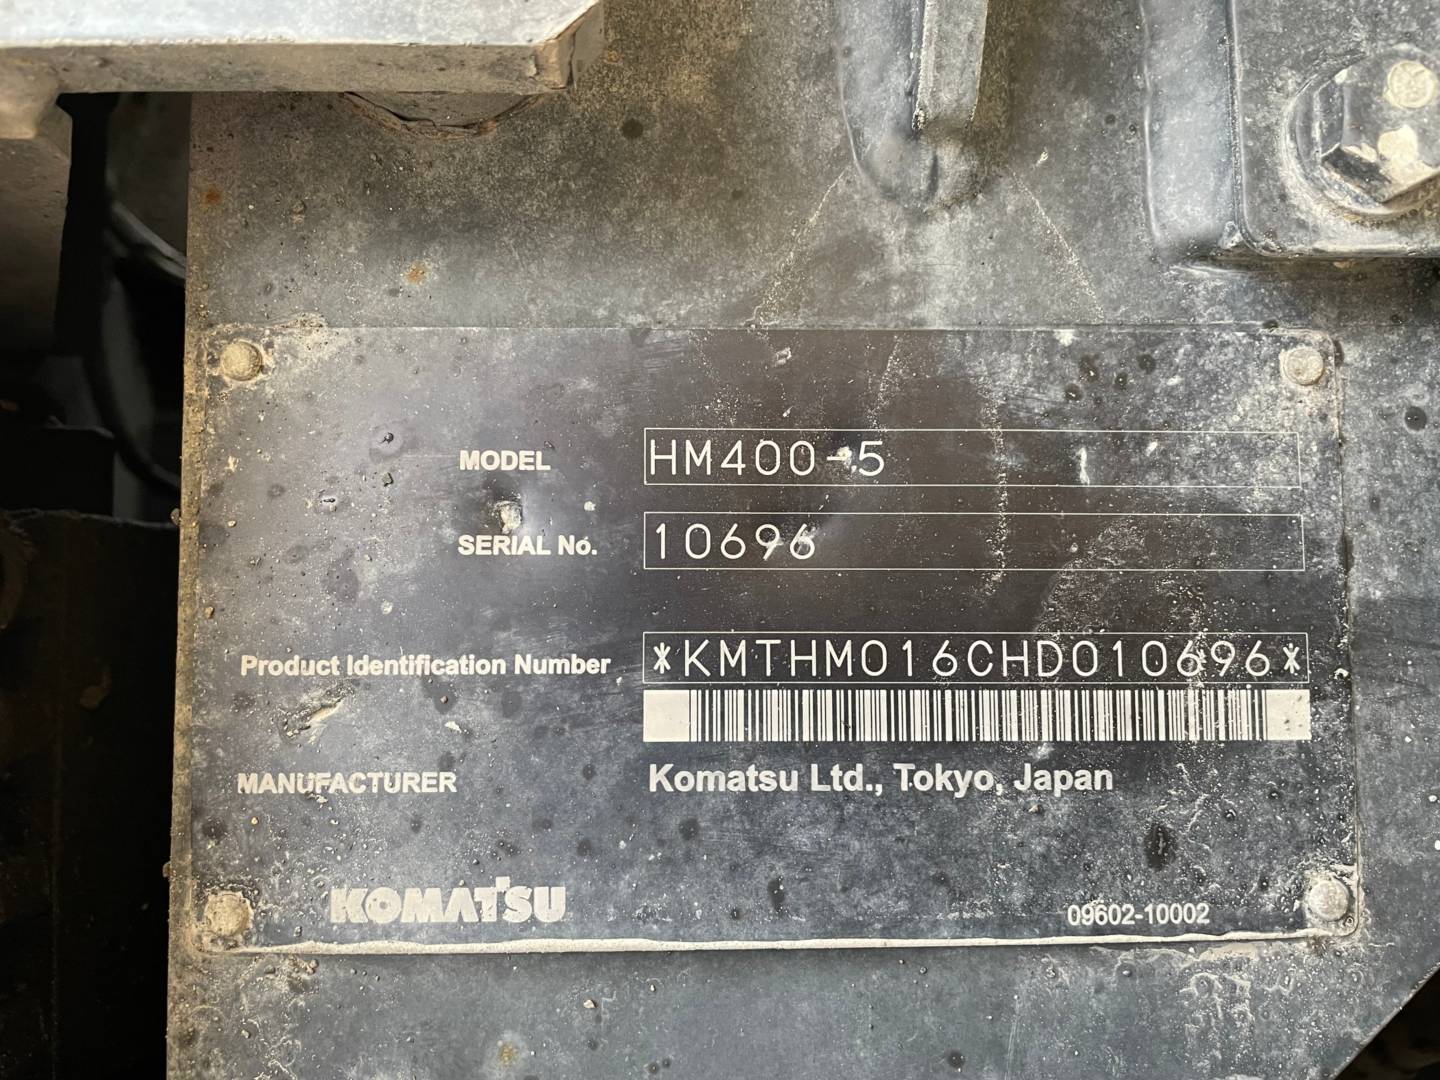 MODEL HM400-5
SERIAL No. 10696
Product Identification Number *KMTHM016CHD010696*
MANUFACTURER Komatsu Ltd., Tokyo, Japan
KOMATSU 09602-10002